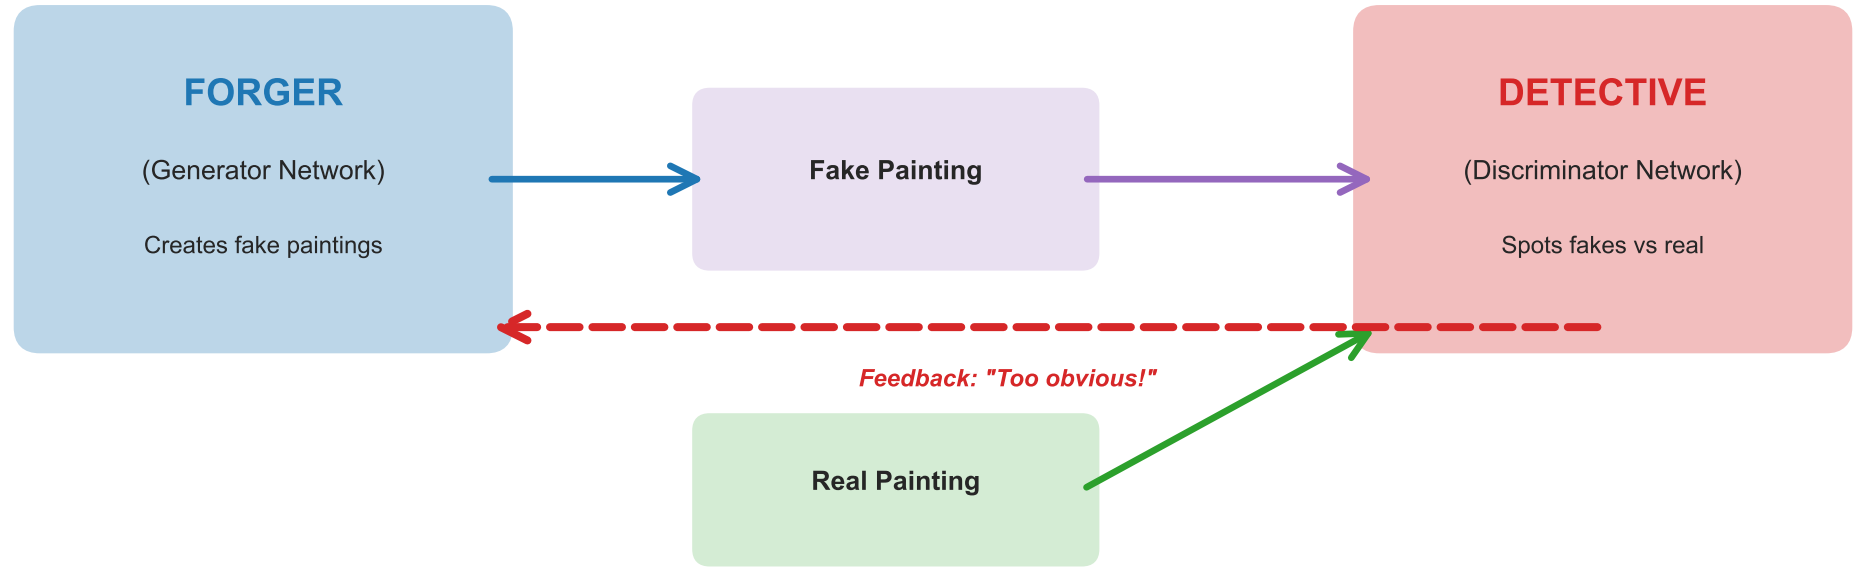 FORGER
(Generator Network)
Creates fake paintings
Fake Painting
DETECTIVE
(Discriminator Network)
Spots fakes vs real
Feedback: "Too obvious!"
Real Painting